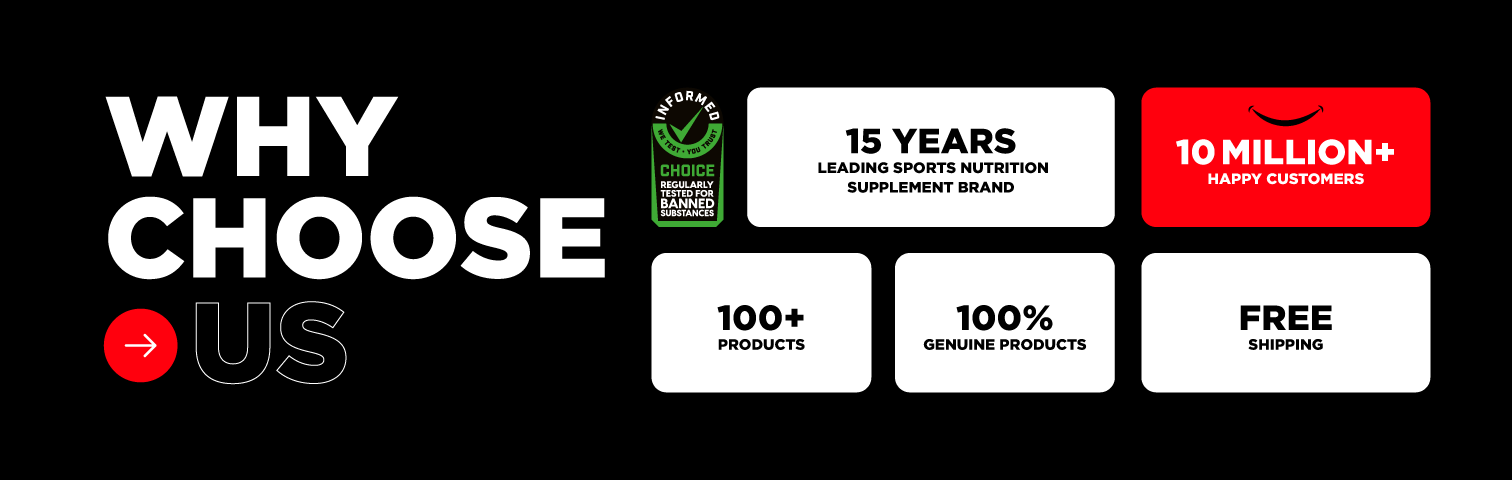 WHY
CHOOSE
US
INFORMED
WE TEST • YOU TRUST
CHOICE
REGULARLY
TESTED FOR
BANNED
SUBSTANCES
15 YEARS
LEADING SPORTS NUTRITION
SUPPLEMENT BRAND
10 MILLION+
HAPPY CUSTOMERS
100+
PRODUCTS
100%
GENUINE PRODUCTS
FREE
SHIPPING